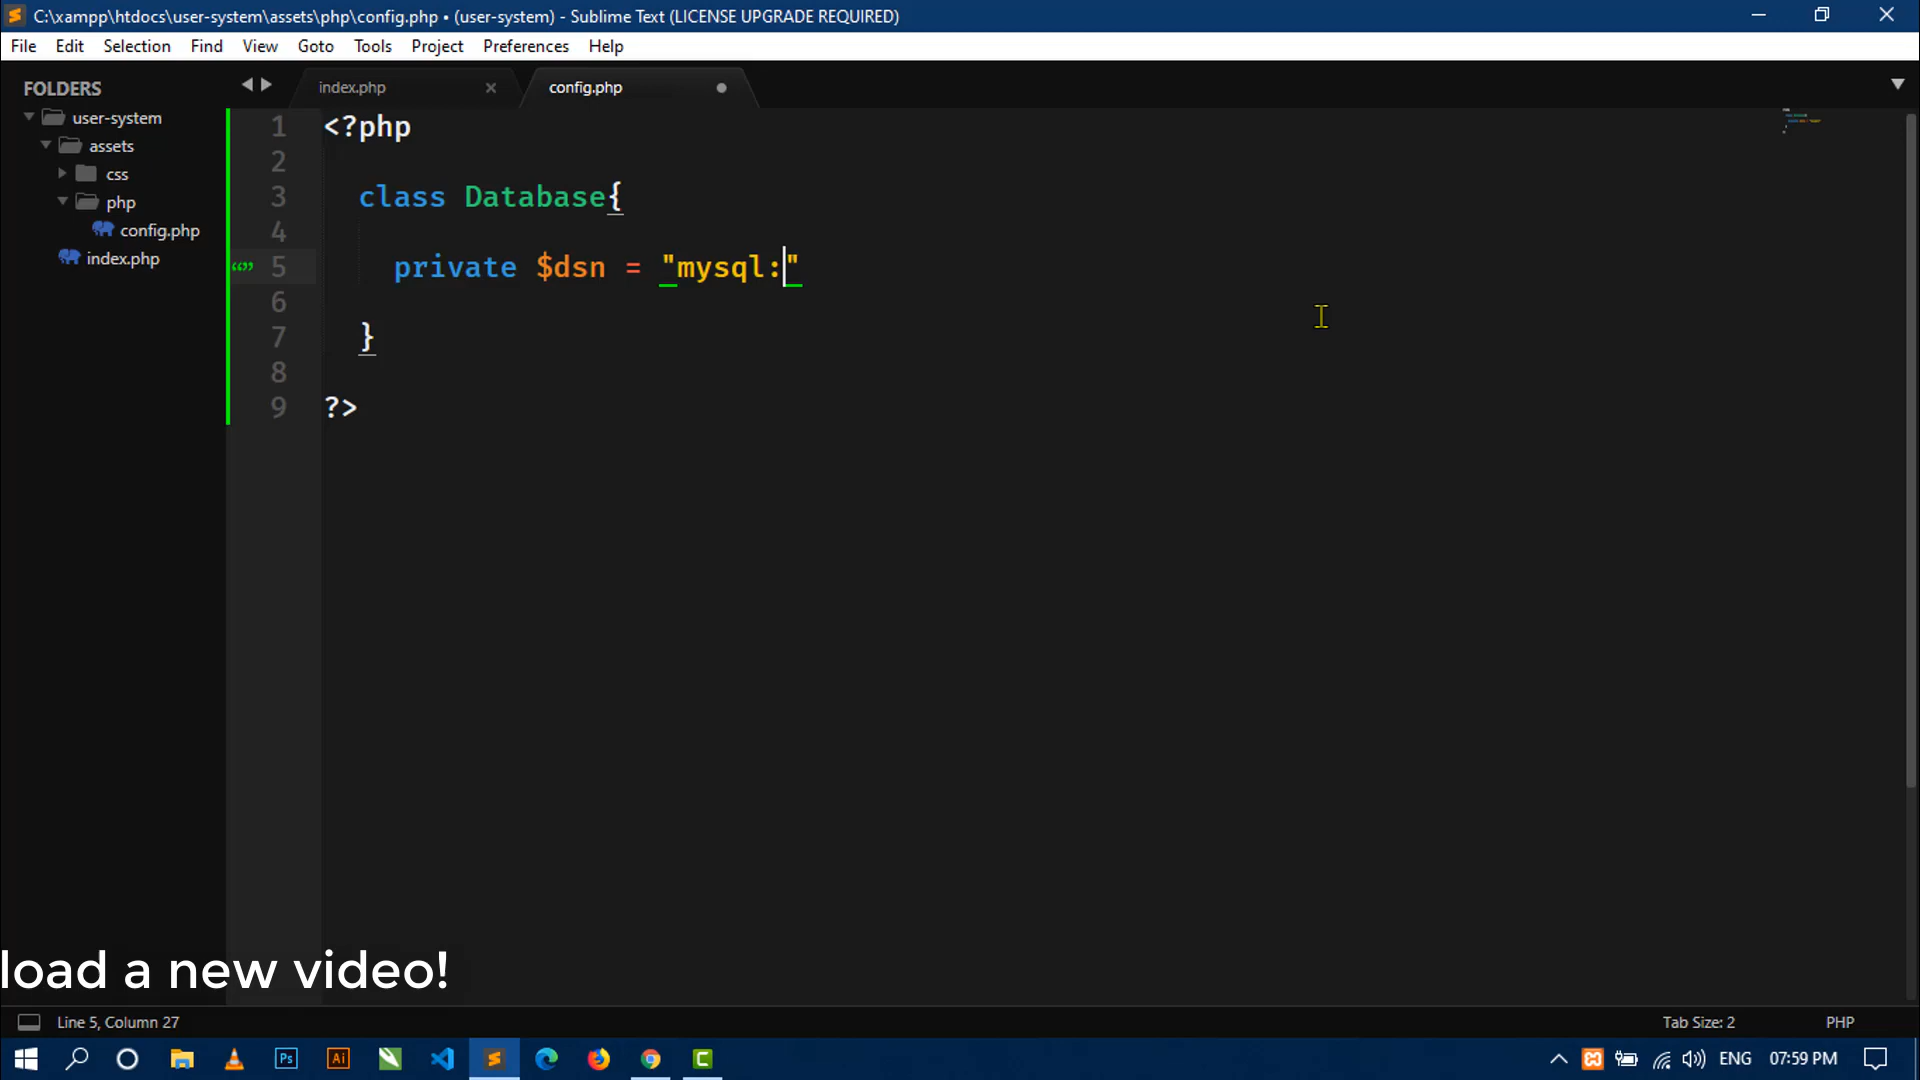 C:\xampp\htdocs\user-system\assets\php\config.php • (user-system) - Sublime Text (LICENSE UPGRADE REQUIRED)
File Edit Selection Find View Goto Tools Project Preferences Help
FOLDERS
user-system
assets
css
php
config.php
index.php
index.php config.php
1 <?php
2
3 class Database{
4
5 private $dsn = "mysql:"
6
7 }
8
9 ?>
load a new video!
Line 5, Column 27 Tab Size: 2 PHP
Ps Ai ENG 07:59 PM